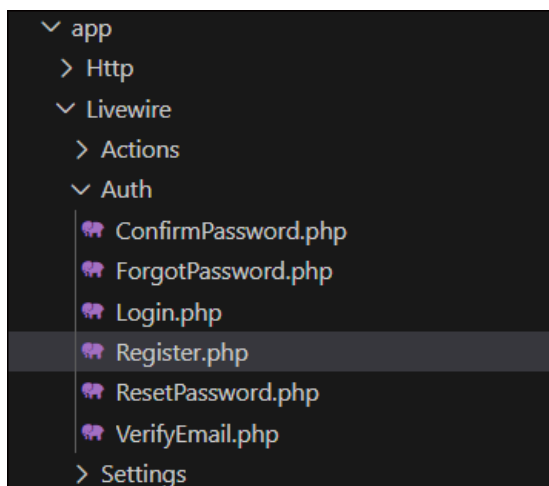 app
Http
Livewire
Actions
Auth
ConfirmPassword.php
ForgotPassword.php
Login.php
Register.php
ResetPassword.php
VerifyEmail.php
Settings